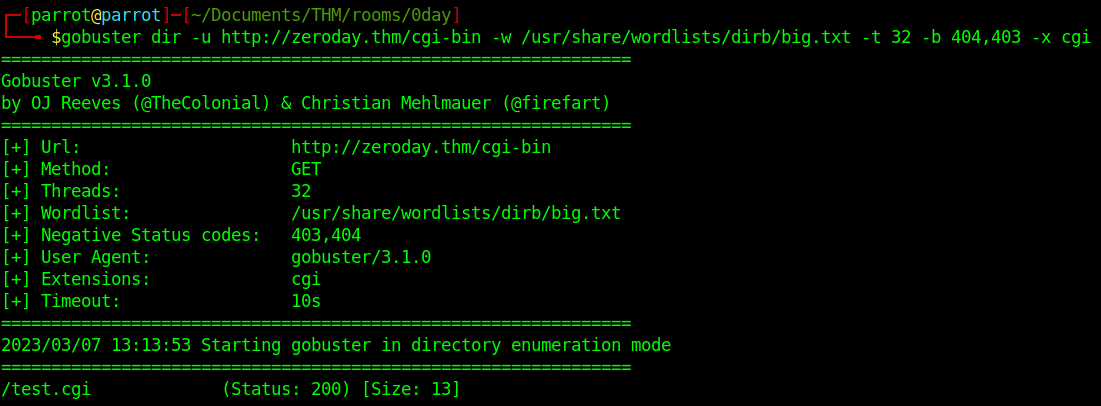 ┌─[parrot@parrot]─[~/Documents/THM/rooms/0day]
└──╼ $gobuster dir -u http://zeroday.thm/cgi-bin -w /usr/share/wordlists/dirb/big.txt -t 32 -b 404,403 -x cgi
===============================================================
Gobuster v3.1.0
by OJ Reeves (@TheColonial) & Christian Mehlmauer (@firefart)
===============================================================
[+] Url:                     http://zeroday.thm/cgi-bin
[+] Method:                  GET
[+] Threads:                 32
[+] Wordlist:                /usr/share/wordlists/dirb/big.txt
[+] Negative Status codes:   403,404
[+] User Agent:              gobuster/3.1.0
[+] Extensions:              cgi
[+] Timeout:                 10s
===============================================================
2023/03/07 13:13:53 Starting gobuster in directory enumeration mode
===============================================================
/test.cgi             (Status: 200) [Size: 13]